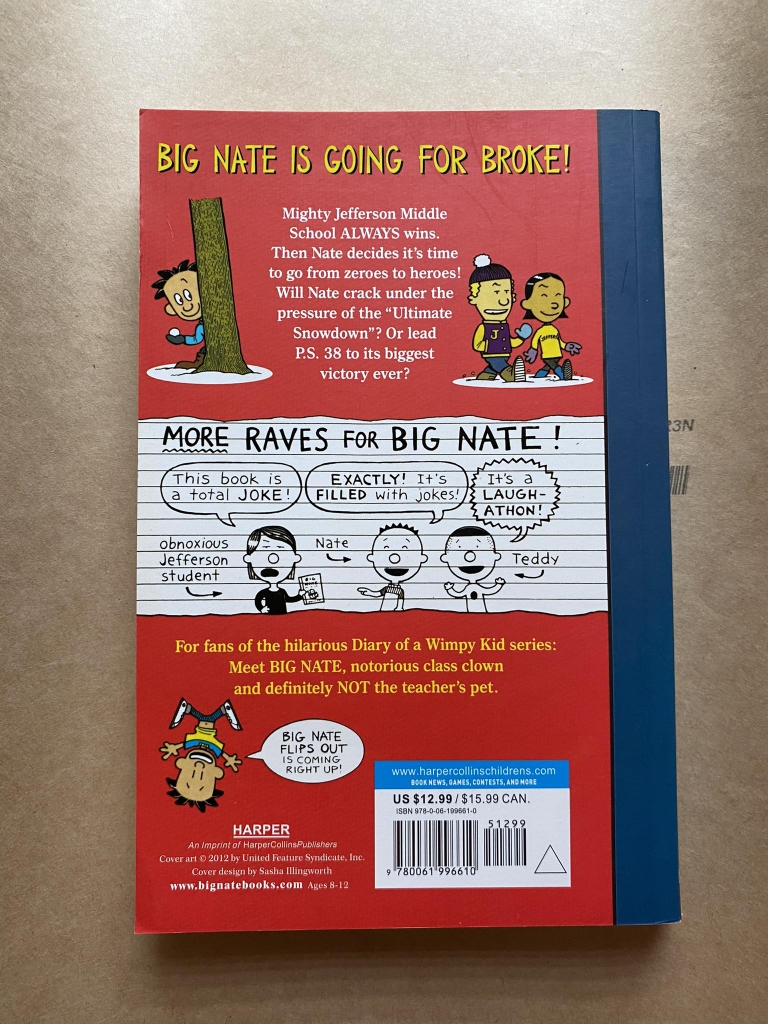 BIG NATE IS GOING FOR BROKE!
Mighty Jefferson Middle
School ALWAYS wins.
Then Nate decides it's time
to go from zeroes to heroes!
Will Nate crack under the
pressure of the "Ultimate
Snowdown"? Or lead
P.S. 38 to its biggest
victory ever?
J
MORE RAVES FOR BIG NATE!
This book is
a total JOKE!
EXACTLY! It's
FILLED with jokes!
It's a
LAUGH-
ATHON!
obnoxious
Jefferson
student
Nate
Teddy
BIG
NATE
For fans of the hilarious Diary of a Wimpy Kid series:
Meet BIG NATE, notorious class clown
and definitely NOT the teacher's pet.
BIG NATE
FLIPS OUT
IS COMING
RIGHT UP!
HARPER
An Imprint of HarperCollinsPublishers
Cover art © 2012 by United Feature Syndicate, Inc.
Cover design by Sasha Illingworth
www.bignatebooks.com Ages 8-12
www.harpercollinschildrens.com
BOOK NEWS, GAMES, CONTESTS, AND MORE
US $12.99 / $15.99 CAN.
ISBN 978-0-06-199661-0
51299
9 780061 996610
R3N